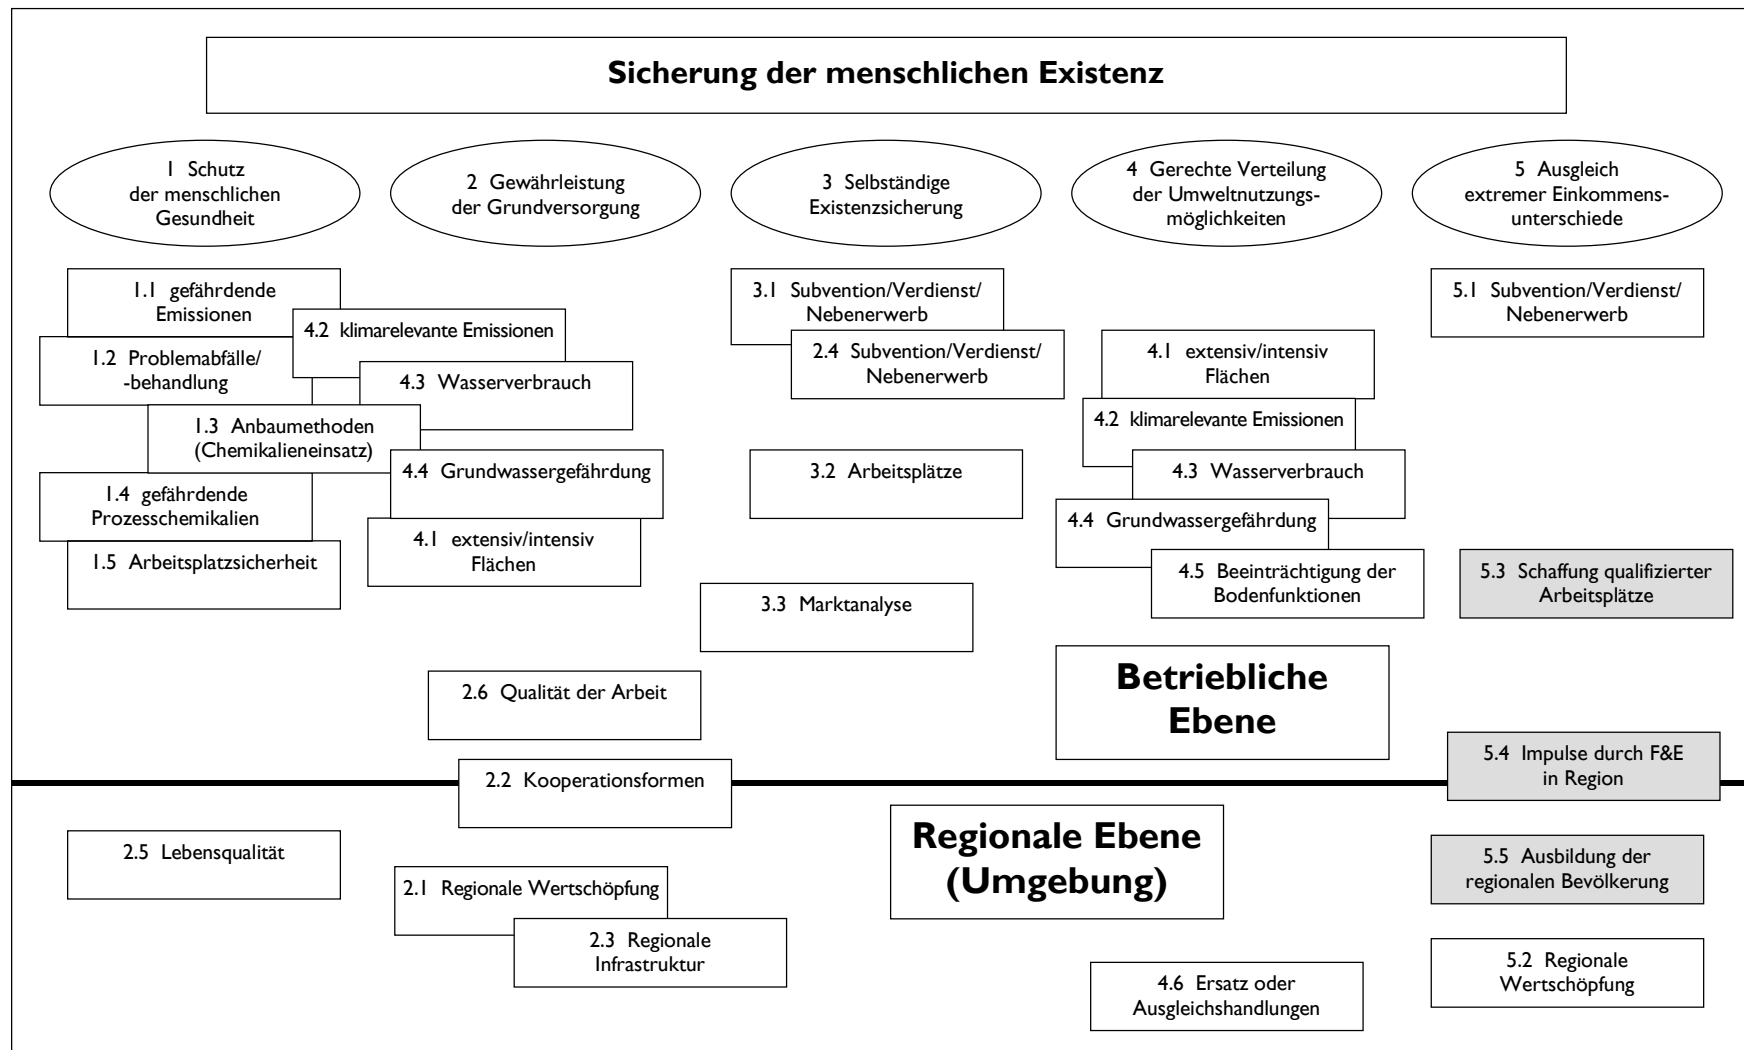 Sicherung der menschlichen Existenz
1 Schutz
der menschlichen
Gesundheit
2 Gewährleistung
der Grundversorgung
3 Selbständige
Existenzsicherung
4 Gerechte Verteilung
der Umweltnutzungs-
möglichkeiten
5 Ausgleich
extremer Einkommens-
unterschiede
1.1 gefährdende
Emissionen
4.2 klimarelevante Emissionen
1.2 Problemabfälle/
-behandlung
4.3 Wasserverbrauch
1.3 Anbaumethoden
(Chemikalieneinsatz)
4.4 Grundwassergefährdung
1.4 gefährdende
Prozesschemikalien
4.1 extensiv/intensiv
Flächen
1.5 Arbeitsplatzsicherheit
3.1 Subvention/Verdienst/
Nebenerwerb
2.4 Subvention/Verdienst/
Nebenerwerb
3.2 Arbeitsplätze
3.3 Marktanalyse
4.1 extensiv/intensiv
Flächen
4.2 klimarelevante Emissionen
4.3 Wasserverbrauch
4.4 Grundwassergefährdung
4.5 Beeinträchtigung der
Bodenfunktionen
5.1 Subvention/Verdienst/
Nebenerwerb
5.3 Schaffung qualifizierter
Arbeitsplätze
2.6 Qualität der Arbeit
Betriebliche
Ebene
5.4 Impulse durch F&E
in Region
2.2 Kooperationsformen
Regionale Ebene
(Umgebung)
2.5 Lebensqualität
2.1 Regionale Wertschöpfung
2.3 Regionale
Infrastruktur
5.5 Ausbildung der
regionalen Bevölkerung
4.6 Ersatz oder
Ausgleichshandlungen
5.2 Regionale
Wertschöpfung